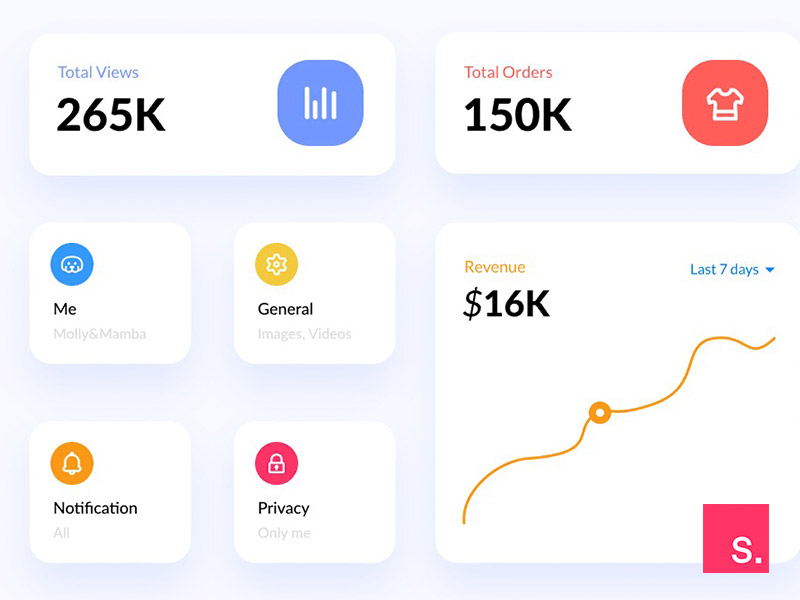 Total Views
265K
Total Orders
150K
Me
Molly&Mamba
General
Images, Videos
Revenue
Last 7 days
$16K
Notification
All
Privacy
Only me
s.